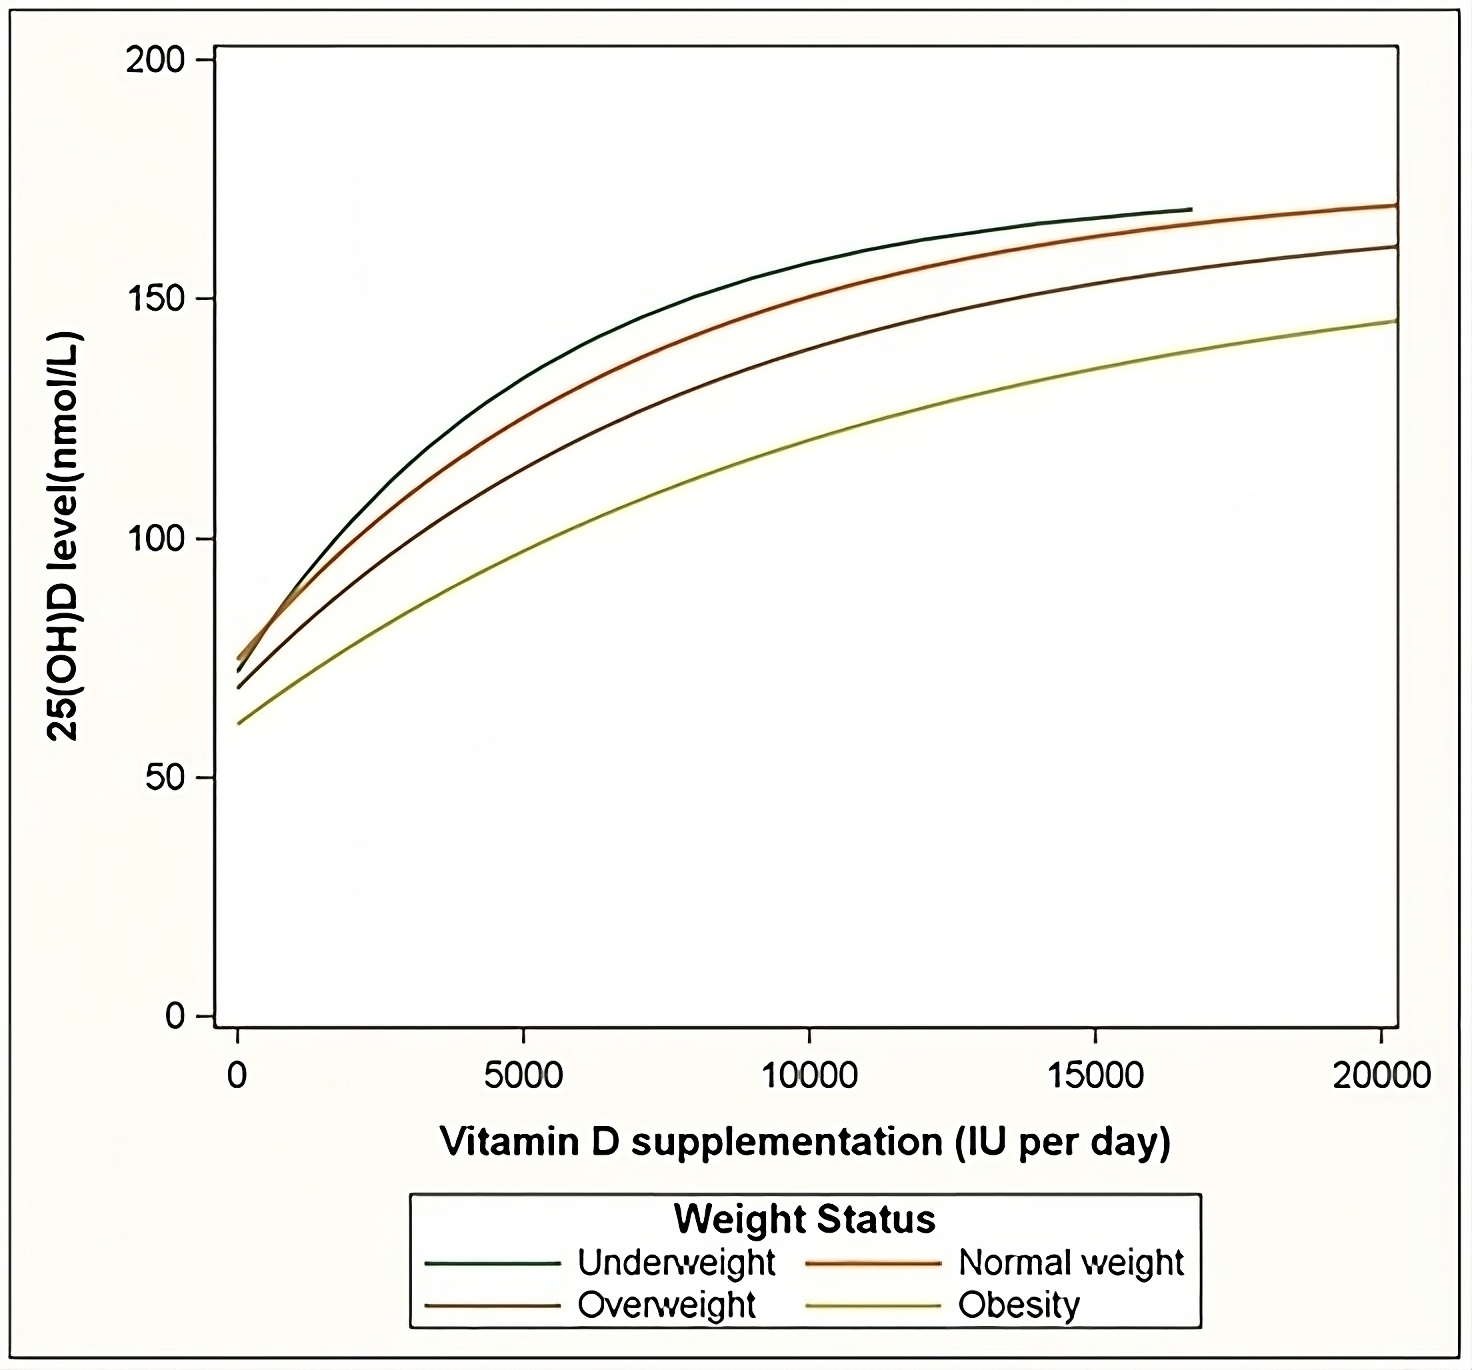 200
150
100
50
0
25(OH)D level(nmol/L)
0 5000 10000 15000 20000
Vitamin D supplementation (IU per day)
Weight Status
Underweight Normal weight
Overweight Obesity